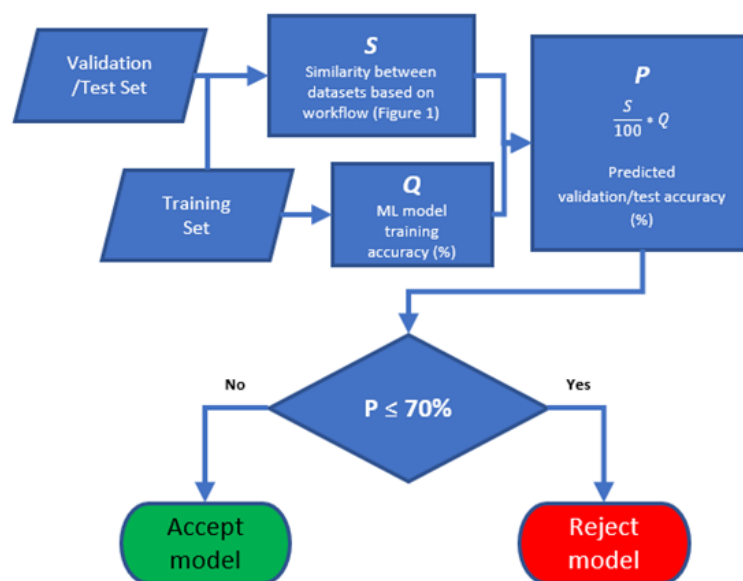 Validation
/Test Set
S
Similarity between
datasets based on
workflow (Figure 1)
P
S
100
* Q
Predicted
validation/test accuracy
(%)
Training
Set
Q
ML model
training
accuracy (%)
No
Yes
P ≤ 70%
Accept
model
Reject
model